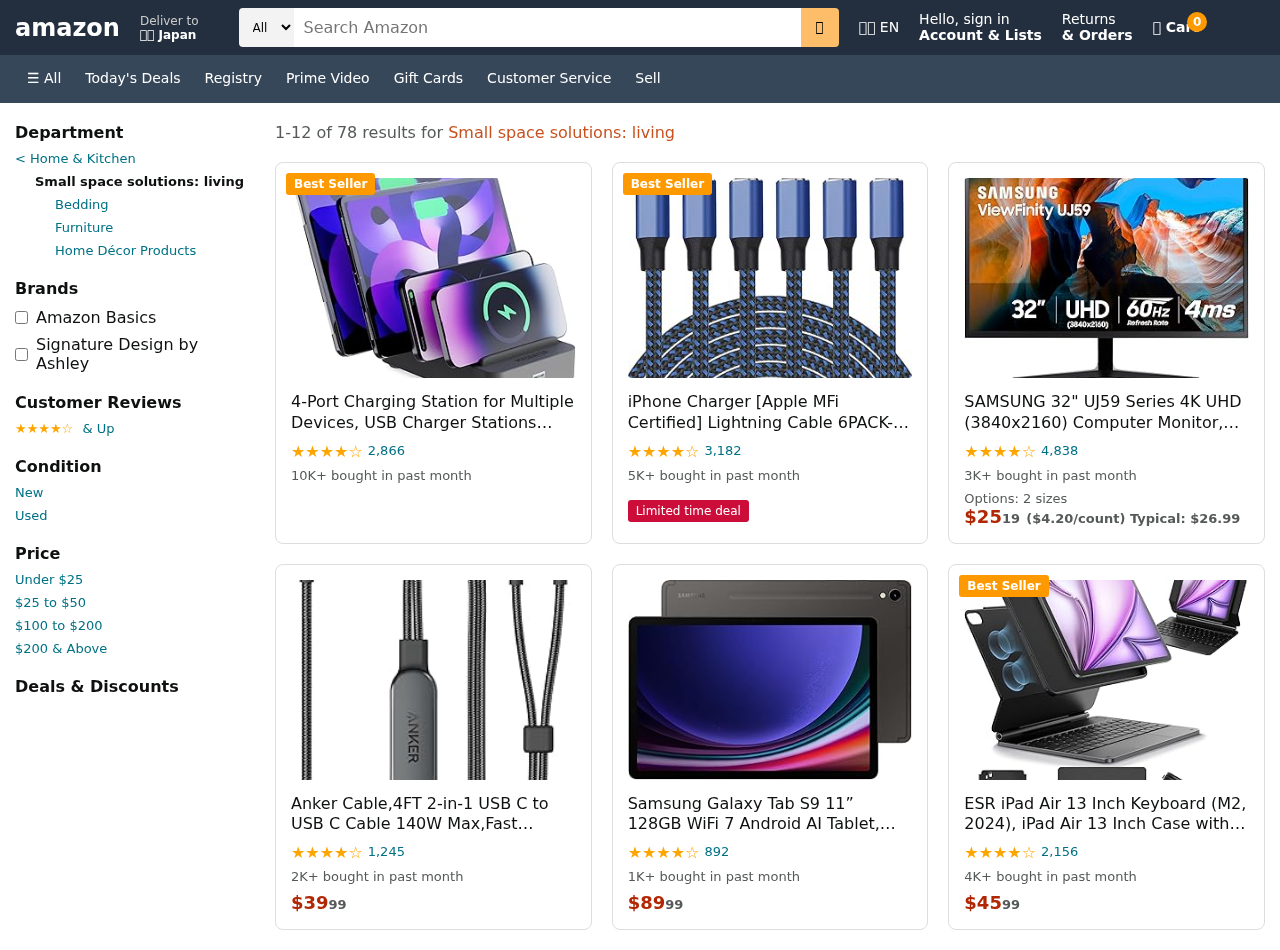 amazon
Deliver to
Japan
All
Search Amazon
EN
Hello, sign in
Account & Lists
Returns
& Orders
0
☰ All
Today's Deals
Registry
Prime Video
Gift Cards
Customer Service
Sell
Department
< Home & Kitchen
Small space solutions: living
Bedding
Furniture
Home Décor Products
Brands
Amazon Basics
Signature Design by
Ashley
Customer Reviews
★★★★☆ & Up
Condition
New
Used
Price
Under $25
$25 to $50
$100 to $200
$200 & Above
Deals & Discounts
1-12 of 78 results for Small space solutions: living
Best Seller
4-Port Charging Station for Multiple
Devices, USB Charger Stations…
★★★★☆ 2,866
10K+ bought in past month
Best Seller
iPhone Charger [Apple MFi
Certified] Lightning Cable 6PACK-…
★★★★☆ 3,182
5K+ bought in past month
Limited time deal
SAMSUNG
ViewFinity UJ59
32" UHD 60Hz 4ms
(3840x2160) Refresh Rate
SAMSUNG 32" UJ59 Series 4K UHD
(3840x2160) Computer Monitor,…
★★★★☆ 4,838
3K+ bought in past month
Options: 2 sizes
$2519 ($4.20/count) Typical: $26.99
ANKER
Anker Cable,4FT 2-in-1 USB C to
USB C Cable 140W Max,Fast…
★★★★☆ 1,245
2K+ bought in past month
$3999
SAMSUNG
Samsung Galaxy Tab S9 11”
128GB WiFi 7 Android AI Tablet,…
★★★★☆ 892
1K+ bought in past month
$8999
Best Seller
ESR iPad Air 13 Inch Keyboard (M2,
2024), iPad Air 13 Inch Case with…
★★★★☆ 2,156
4K+ bought in past month
$4599